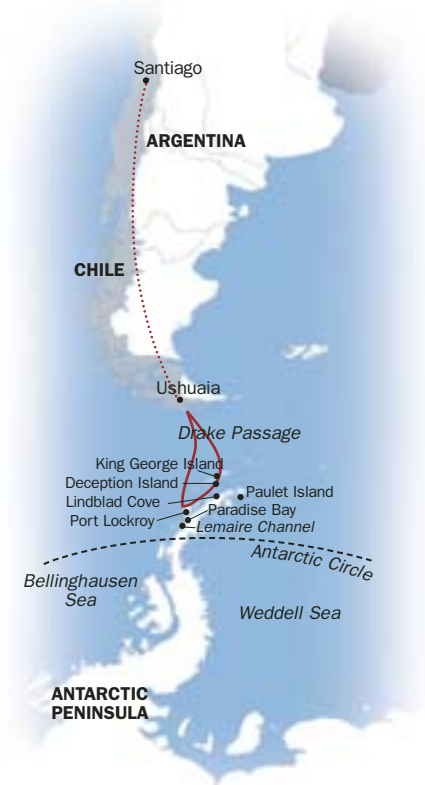 Santiago
ARGENTINA
CHILE
Ushuaia
Drake Passage
King George Island
Deception Island
Lindblad Cove
Paulet Island
Port Lockroy
Paradise Bay
Lemaire Channel
Antarctic Circle
Bellinghausen
Sea
Weddell Sea
ANTARCTIC
PENINSULA